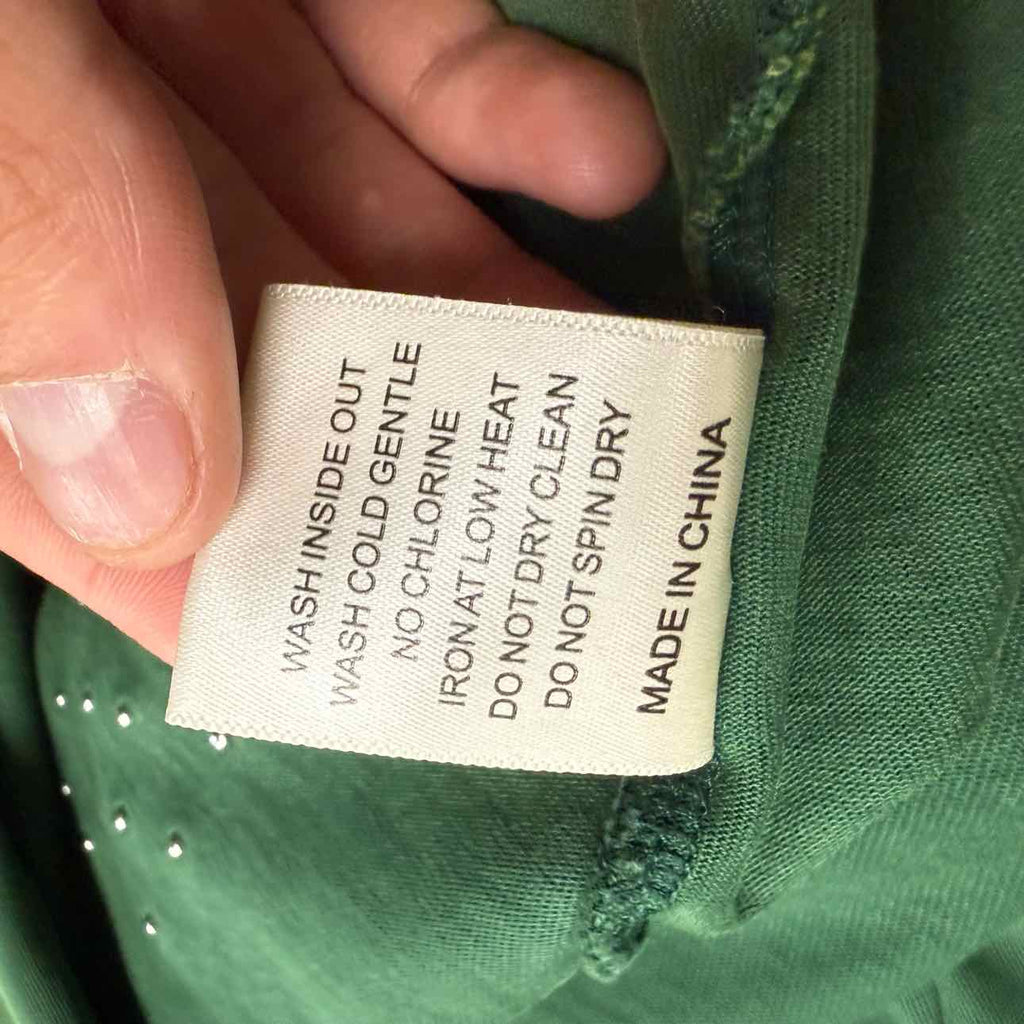 WASH INSIDE OUT
WASH COLD GENTLE
NO CHLORINE
IRON AT LOW HEAT
DO NOT DRY CLEAN
DO NOT SPIN DRY
MADE IN CHINA